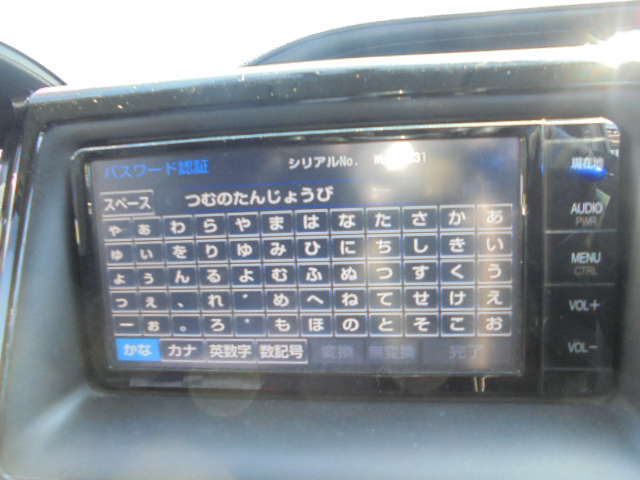 パスワード認証 シリアルNo.
現在地
スペース つむのたんじょうび
AUDIO
PWR
ゃ ぁ わ ら や ま は な た さ か あ
ゅ ぃ を り ゆ み ひ に ち し き い
ょ ぅ ん る よ む ふ ぬ つ す く う
っ ぇ 、 れ ゛ め へ ね て せ け え
ー ぉ 。 ろ ゜ も ほ の と そ こ お
MENU
CTRL
VOL+
かな カナ 英数字 数記号 変換 無変換 完了
VOL-